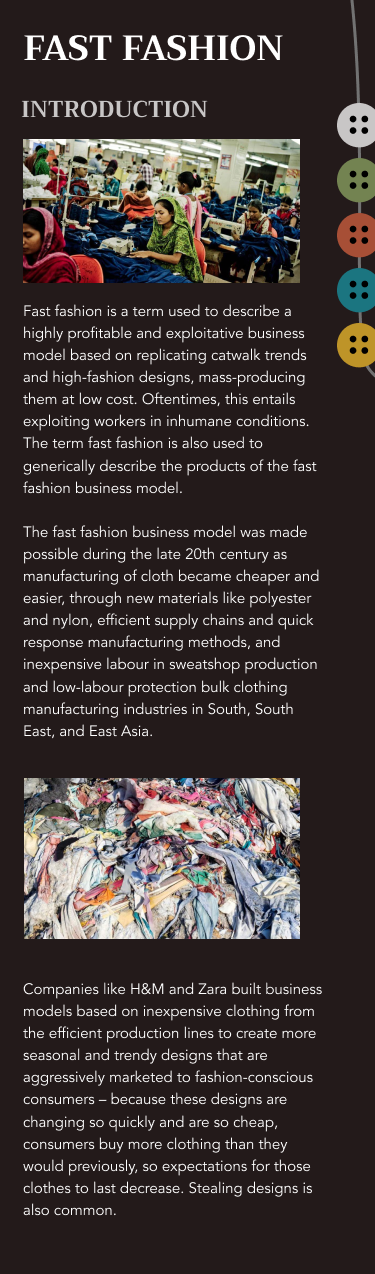 FAST FASHION
INTRODUCTION
Fast fashion is a term used to describe a
highly profitable and exploitative business
model based on replicating catwalk trends
and high-fashion designs, mass-producing
them at low cost. Oftentimes, this entails
exploiting workers in inhumane conditions.
The term fast fashion is also used to
generically describe the products of the fast
fashion business model.
The fast fashion business model was made
possible during the late 20th century as
manufacturing of cloth became cheaper and
easier, through new materials like polyester
and nylon, efficient supply chains and quick
response manufacturing methods, and
inexpensive labour in sweatshop production
and low-labour protection bulk clothing
manufacturing industries in South, South
East, and East Asia.
Companies like H&M and Zara built business
models based on inexpensive clothing from
the efficient production lines to create more
seasonal and trendy designs that are
aggressively marketed to fashion-conscious
consumers – because these designs are
changing so quickly and are so cheap,
consumers buy more clothing than they
would previously, so expectations for those
clothes to last decrease. Stealing designs is
also common.